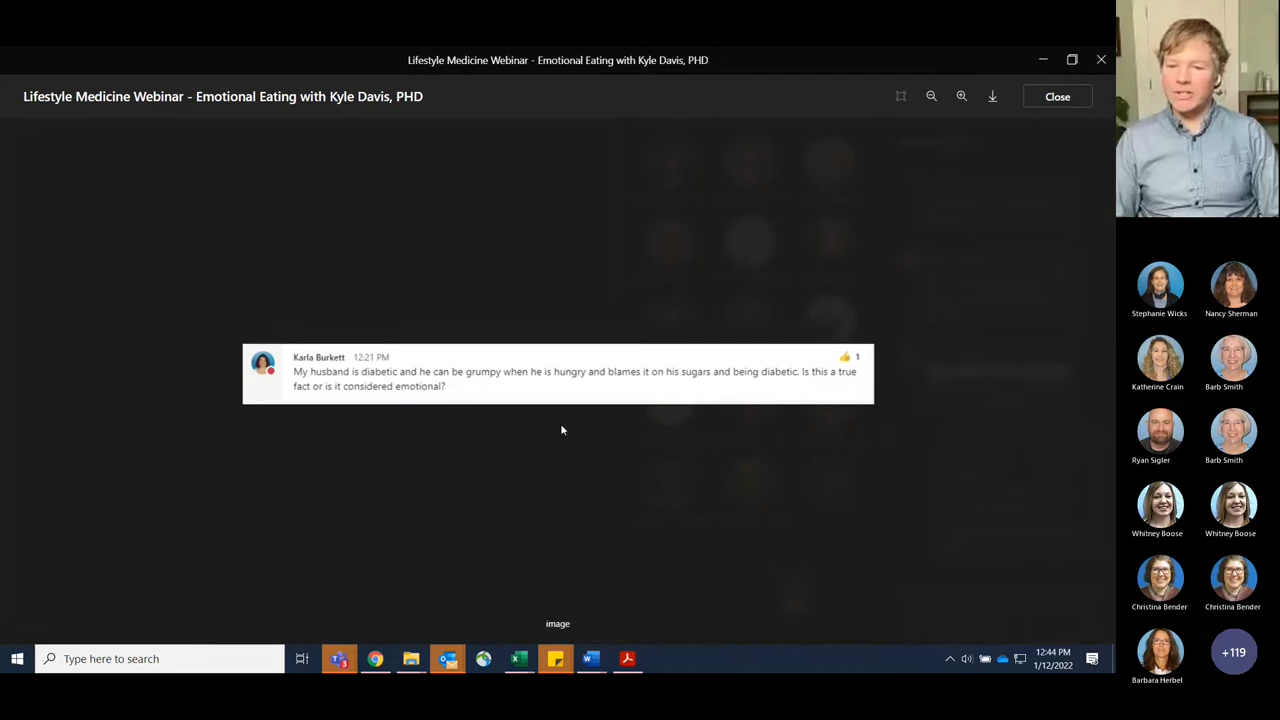 Lifestyle Medicine Webinar - Emotional Eating with Kyle Davis, PHD
Lifestyle Medicine Webinar - Emotional Eating with Kyle Davis, PHD
Close
Karla Burkett 12:21 PM
1
My husband is diabetic and he can be grumpy when he is hungry and blames it on his sugars and being diabetic. Is this a true
fact or is it considered emotional?
image
Type here to search
3
12:44 PM
1/12/2022
Stephanie Wicks
Nancy Sherman
Katherine Crain
Barb Smith
Ryan Sigler
Barb Smith
Whitney Boose
Whitney Boose
Christina Bender
Christina Bender
Barbara Herbel
+119